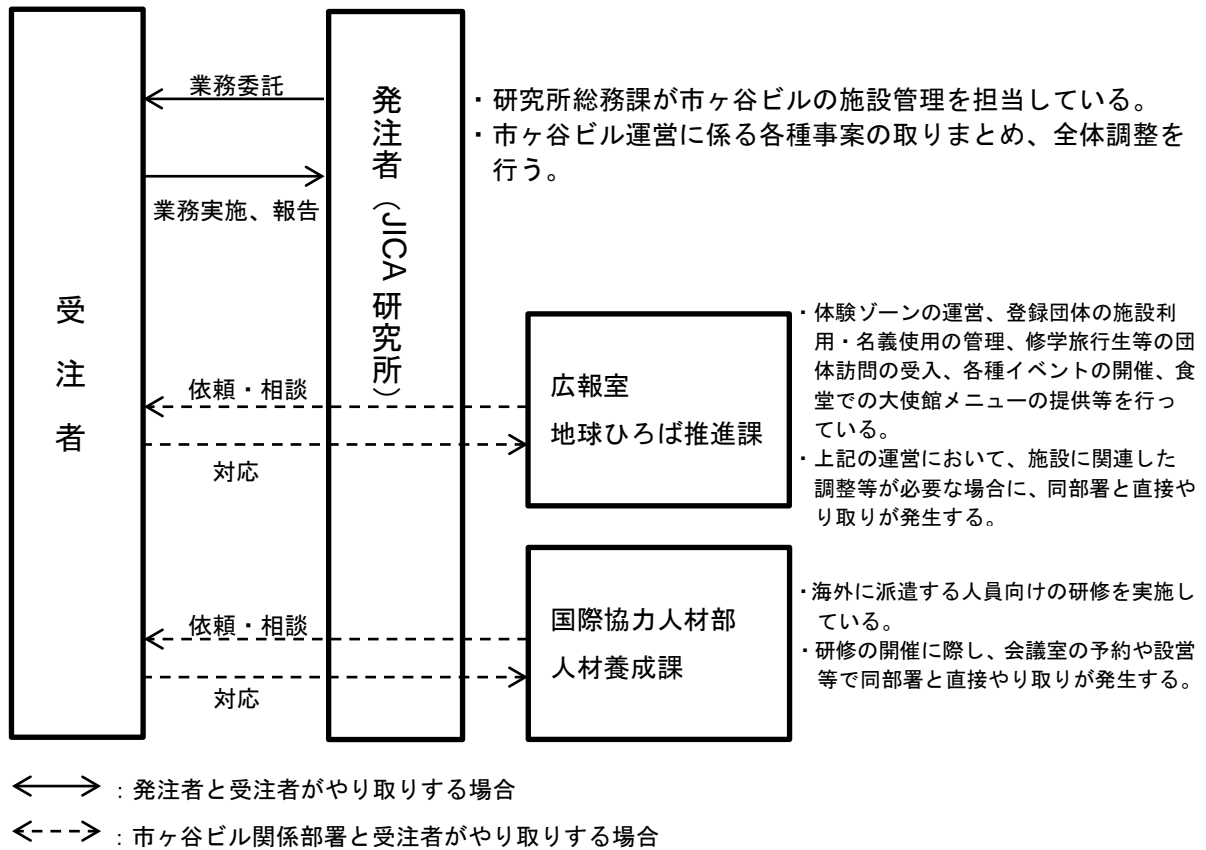 業務委託
業務実施、報告
受注者
発注者（JICA 研究所）
・研究所総務課が市ヶ谷ビルの施設管理を担当している。
・市ヶ谷ビル運営に係る各種事案の取りまとめ、全体調整を
行う。
依頼・相談
対応
広報室
地球ひろば推進課
・体験ゾーンの運営、登録団体の施設利
用・名義使用の管理、修学旅行生等の団
体訪問の受入、各種イベントの開催、食
堂での大使館メニューの提供等を行っ
ている。
・上記の運営において、施設に関連した
調整等が必要な場合に、同部署と直接や
り取りが発生する。
依頼・相談
対応
国際協力人材部
人材養成課
・海外に派遣する人員向けの研修を実施し
ている。
・研修の開催に際し、会議室の予約や設営
等で同部署と直接やり取りが発生する。
：発注者と受注者がやり取りする場合
：市ヶ谷ビル関係部署と受注者がやり取りする場合